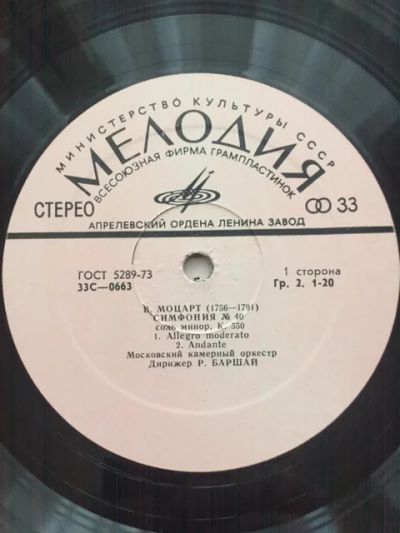 МИНИСТЕРСТВО КУЛЬТУРЫ СССР
МЕЛОДИЯ
ВСЕСОЮЗНАЯ ФИРМА ГРАМПЛАСТИНОК
СТЕРЕО 33
АПРЕЛЕВСКИЙ ОРДЕНА ЛЕНИНА ЗАВОД
ГОСТ 5289-73 1 сторона
33С—0663 Гр. 2. 1-20
В. МОЦАРТ (1756—1791)
СИМФОНИЯ № 40
соль минор, К. 550
1. Allegro moderato
2. Andante
Московский камерный оркестр
Дирижер Р. БАРШАЙ